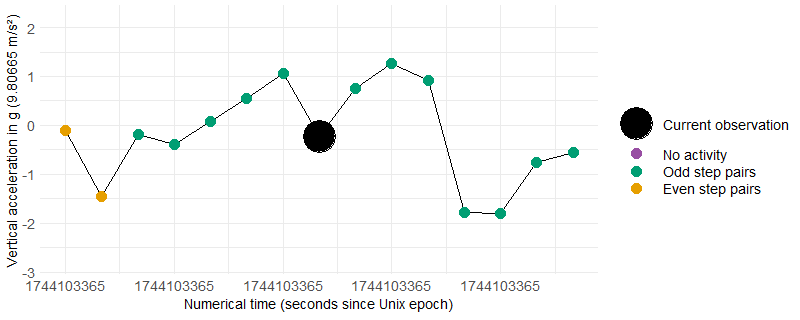 Vertical acceleration in g (9.80665 m/s²)
2
1
0
-1
-2
-3
1744103365 1744103365 1744103365 1744103365 1744103365
Numerical time (seconds since Unix epoch)
Current observation
No activity
Odd step pairs
Even step pairs